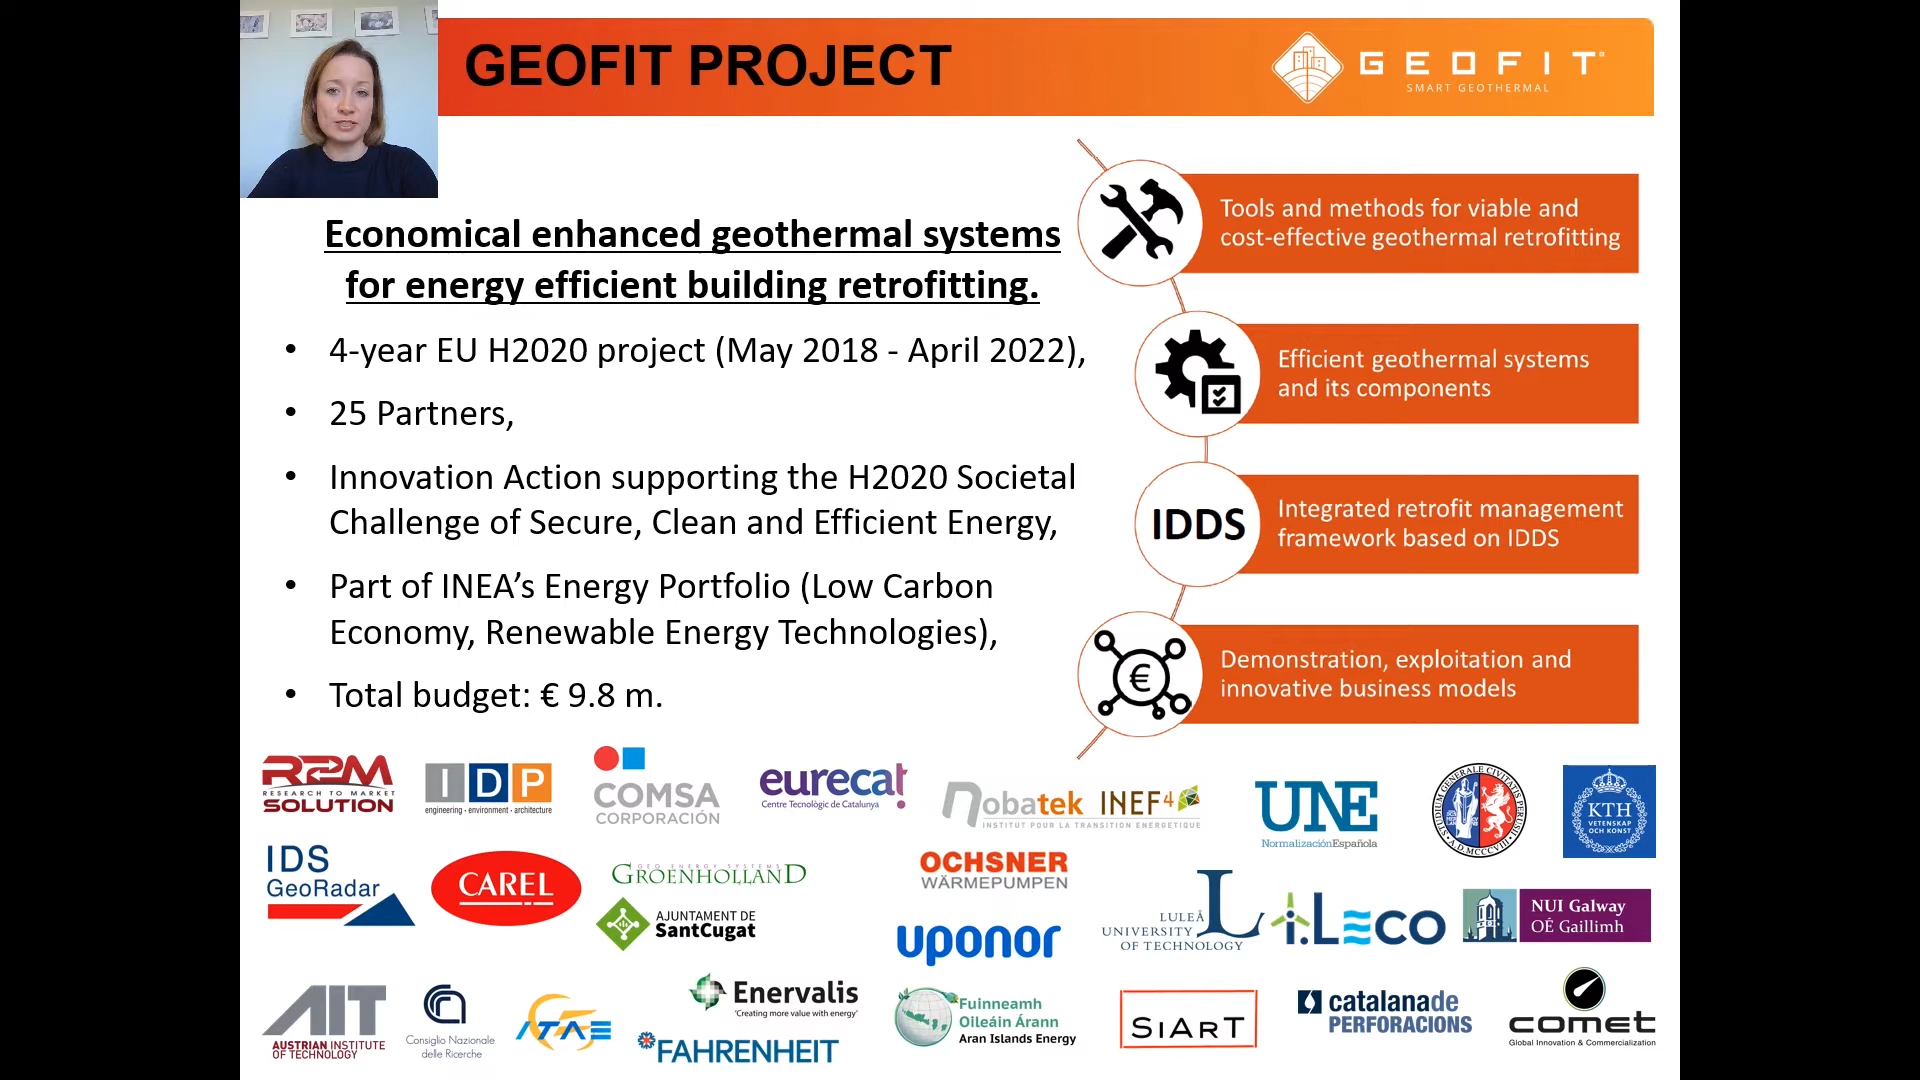 GEOFIT PROJECT
GEOFIT
SMART GEOTHERMAL
Economical enhanced geothermal systems
for energy efficient building retrofitting.
• 4-year EU H2020 project (May 2018 - April 2022),
• 25 Partners,
• Innovation Action supporting the H2020 Societal
Challenge of Secure, Clean and Efficient Energy,
• Part of INEA’s Energy Portfolio (Low Carbon
Economy, Renewable Energy Technologies),
• Total budget: € 9.8 m.
Tools and methods for viable and
cost-effective geothermal retrofitting
Efficient geothermal systems
and its components
IDDS
Integrated retrofit management
framework based on IDDS
€
Demonstration, exploitation and
innovative business models
R2M
RESEARCH TO MARKET
SOLUTION
IDP
engineering · environment · architecture
COMSA
CORPORACIÓN
eurecat
Centre Tecnològic de Catalunya
nobatek INEF4
INSTITUT POUR LA TRANSITION ENERGETIQUE
UNE
NormalizaciónEspañola
STUDIUM GENERALE CIVITATIS PERUSII
A.D. MCCCVIII
KTH
VETENSKAP
OCH KONST
IDS
GeoRadar
CAREL
GEO ENERGY SYSTEMS
GROENHOLLAND
AJUNTAMENT DE
SantCugat
OCHSNER
WÄRMEPUMPEN
uponor
LULEÅ
UNIVERSITY
OF TECHNOLOGY
L
i.LECO
NUI Galway
OÉ Gaillimh
AIT
AUSTRIAN INSTITUTE
OF TECHNOLOGY
Consiglio Nazionale
delle Ricerche
ITAE
Enervalis
'Creating more value with energy'
FAHRENHEIT
Fuinneamh
Oileáin Árann
Aran Islands Energy
SIART
catalanade
PERFORACIONS
comet
Global Innovation & Commercialization